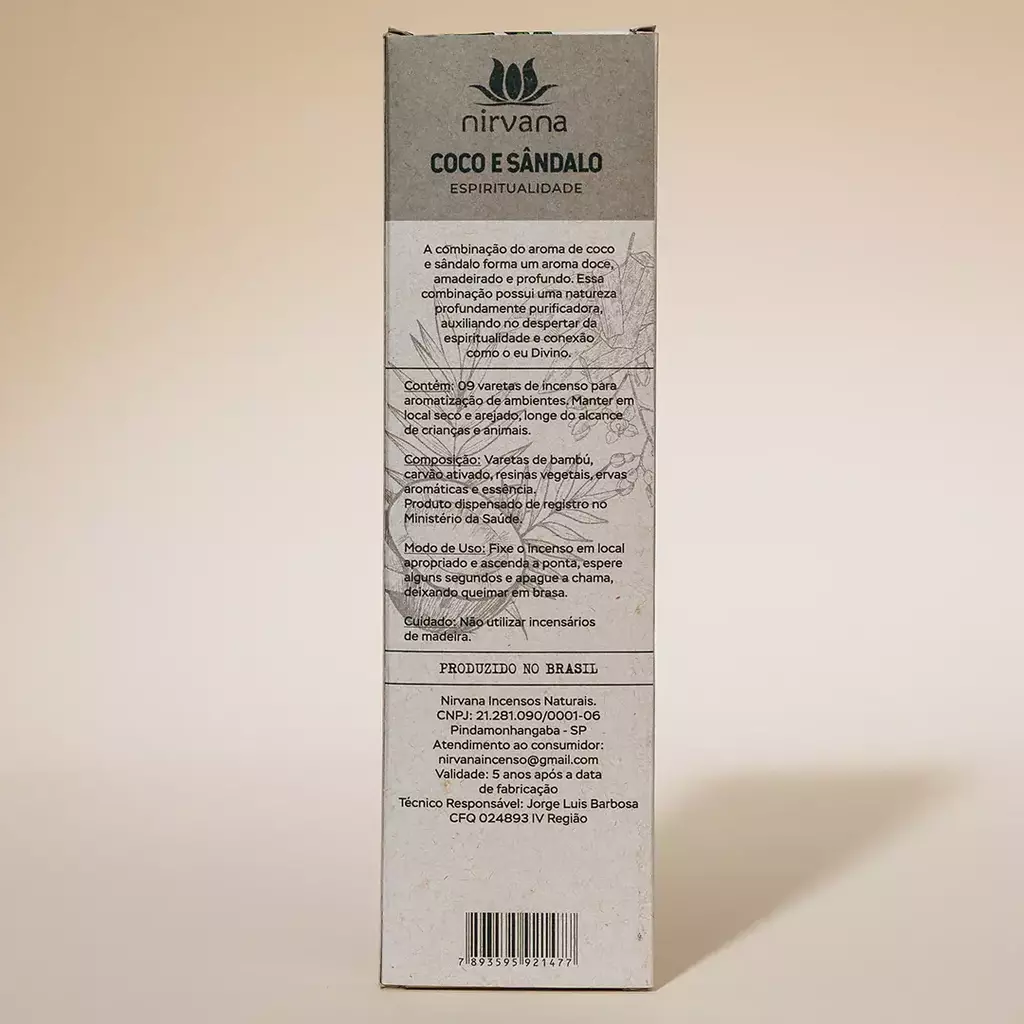 nirvana
COCO E SÂNDALO
ESPIRITUALIDADE
A combinação do aroma de coco
e sândalo forma um aroma doce,
amadeirado e profundo. Essa
combinação possui uma natureza
profundamente purificadora,
auxiliando no despertar da
espiritualidade e conexão
como o eu Divino.
Contém: 09 varetas de incenso para
aromatização de ambientes. Manter em
local seco e arejado, longe do alcance
de crianças e animais.
Composição: Varetas de bambú,
carvão ativado, resinas vegetais, ervas
aromáticas e essência.
Produto dispensado de registro no
Ministério da Saúde.
Modo de Uso: Fixe o incenso em local
apropriado e ascenda a ponta, espere
alguns segundos e apague a chama,
deixando queimar em brasa.
Cuidado: Não utilizar incensários
de madeira.
PRODUZIDO NO BRASIL
Nirvana Incensos Naturais.
CNPJ: 21.281.090/0001-06
Pindamonhangaba - SP
Atendimento ao consumidor:
nirvanaincenso@gmail.com
Validade: 5 anos após a data
de fabricação
Técnico Responsável: Jorge Luis Barbosa
CFQ 024893 IV Região
7 893595 921477